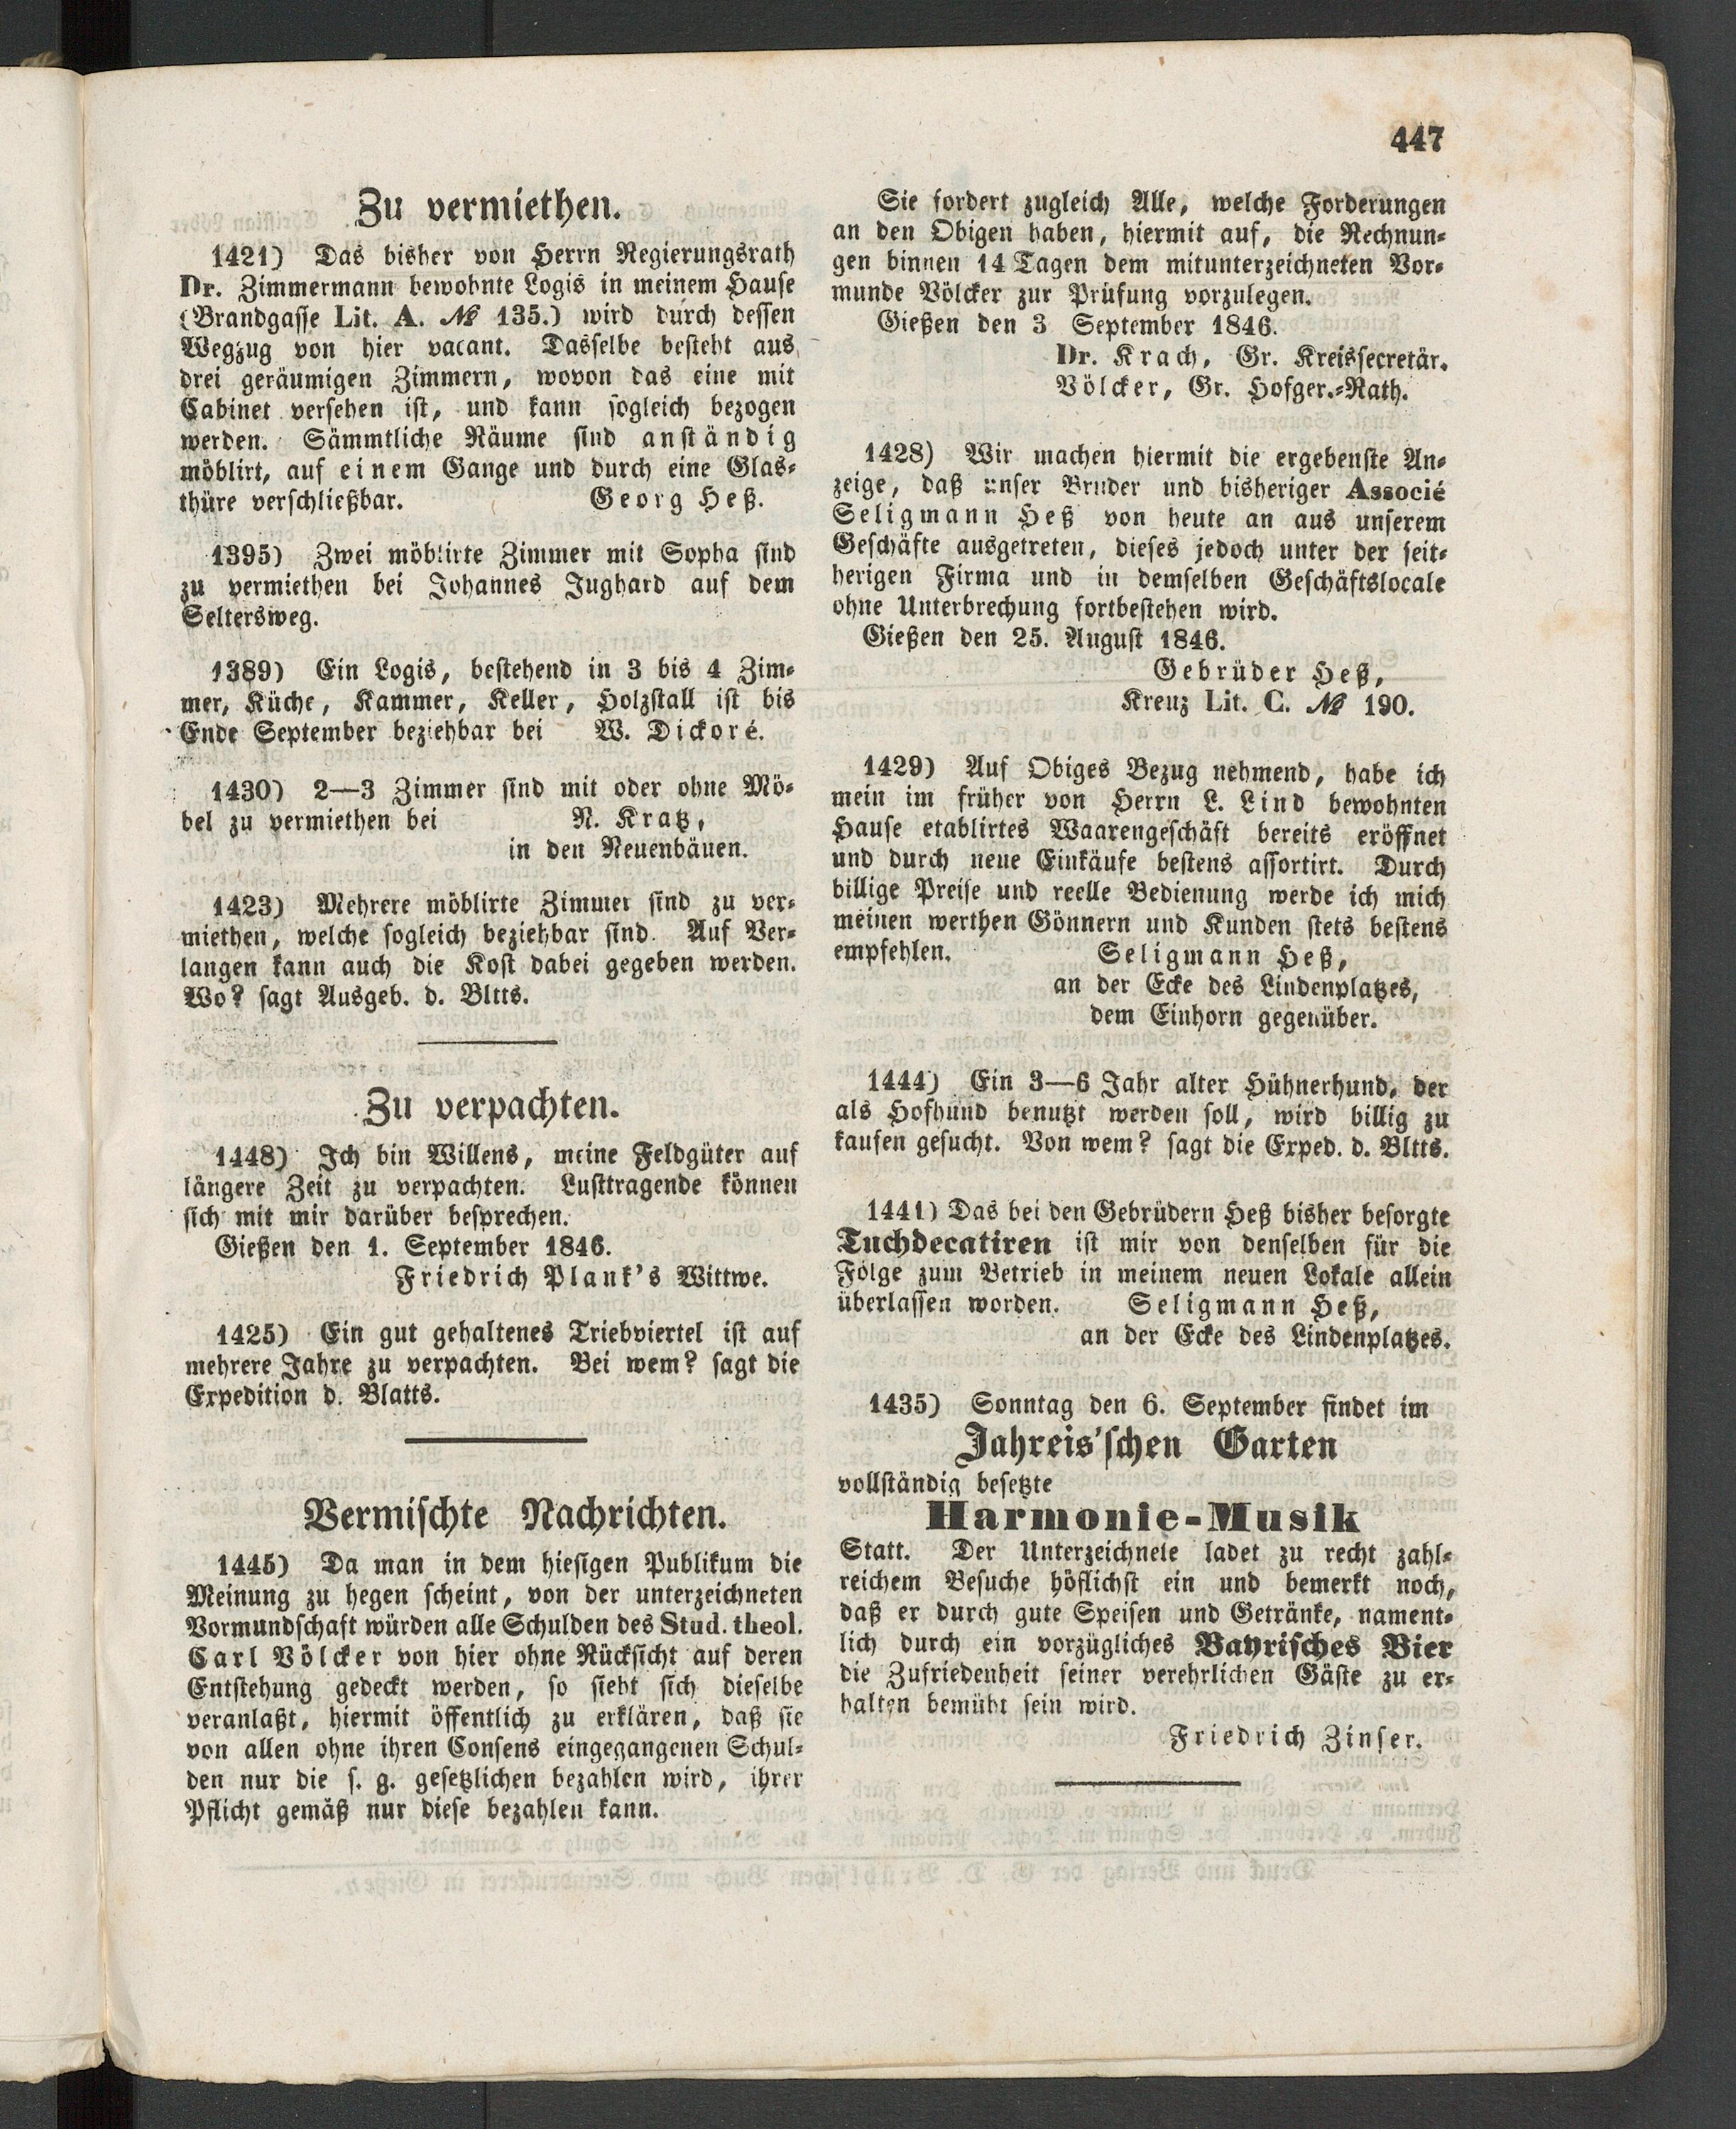 447
Zu vermiethen.
1421) Das bisher von Herrn Regierungsrath
Dr. Zimmermann bewohnte Logis in meinem Hause
(Brandgasse Lit. A. № 135.) wird durch dessen
Wegzug von hier vacant. Dasselbe besteht aus
drei geräumigen Zimmern, wovon das eine mit
Cabinet versehen ist, und kann sogleich bezogen
werden. Sämmtliche Räume sind anständig
möblirt, auf einem Gange und durch eine Glas-
thüre verschließbar. Georg Heß.
1395) Zwei möblirte Zimmer mit Sopha sind
zu vermiethen bei Johannes Jughard auf dem
Seltersweg.
1389) Ein Logis, bestehend in 3 bis 4 Zim-
mer, Küche, Kammer, Keller, Holzstall ist bis
Ende September beziehbar bei W. Dickoré.
1430) 2—3 Zimmer sind mit oder ohne Mö-
bel zu vermiethen bei N. Kratz,
in den Neuenbäuen.
1423) Mehrere möblirte Zimmer sind zu ver-
miethen, welche sogleich beziehbar sind. Auf Ver-
langen kann auch die Kost dabei gegeben werden.
Wo? sagt Ausgeb. d. Bltts.
Zu verpachten.
1448) Ich bin Willens, meine Feldgüter auf
längere Zeit zu verpachten. Lusttragende können
sich mit mir darüber besprechen.
Gießen den 1. September 1846.
Friedrich Plank's Wittwe.
1425) Ein gut gehaltenes Triebviertel ist auf
mehrere Jahre zu verpachten. Bei wem? sagt die
Expedition d. Blatts.
Vermischte Nachrichten.
1445) Da man in dem hiesigen Publikum die
Meinung zu hegen scheint, von der unterzeichneten
Vormundschaft würden alle Schulden des Stud. theol.
Carl Völcker von hier ohne Rücksicht auf deren
Entstehung gedeckt werden, so sieht sich dieselbe
veranlaßt, hiermit öffentlich zu erklären, daß sie
von allen ohne ihren Consens eingegangenen Schul-
den nur die s. g. gesetzlichen bezahlen wird, ihrer
Pflicht gemäß nur diese bezahlen kann.
Sie fordert zugleich Alle, welche Forderungen
an den Obigen haben, hiermit auf, die Rechnun-
gen binnen 14 Tagen dem mitunterzeichneten Vor-
munde Völcker zur Prüfung vorzulegen.
Gießen den 3 September 1846.
Dr. Krach, Gr. Kreissecretär.
Völcker, Gr. Hofger.-Rath.
1428) Wir machen hiermit die ergebenste An-
zeige, daß unser Bruder und bisheriger Associé
Seligmann Heß von heute an aus unserem
Geschäfte ausgetreten, dieses jedoch unter der seit-
herigen Firma und in demselben Geschäftslocale
ohne Unterbrechung fortbestehen wird.
Gießen den 25. August 1846.
Gebrüder Heß,
Kreuz Lit. C. № 190.
1429) Auf Obiges Bezug nehmend, habe ich
mein im früher von Herrn L. Lind bewohnten
Hause etablirtes Waarengeschäft bereits eröffnet
und durch neue Einkäufe bestens assortirt. Durch
billige Preise und reelle Bedienung werde ich mich
meinen werthen Gönnern und Kunden stets bestens
empfehlen. Seligmann Heß,
an der Ecke des Lindenplatzes,
dem Einhorn gegenüber.
1444) Ein 3—6 Jahr alter Hühnerhund, der
als Hofhund benutzt werden soll, wird billig zu
kaufen gesucht. Von wem? sagt die Exped. d. Bltts.
1441) Das bei den Gebrüdern Heß bisher besorgte
Tuchdecatiren ist mir von denselben für die
Folge zum Betrieb in meinem neuen Lokale allein
überlassen worden. Seligmann Heß,
an der Ecke des Lindenplatzes.
1435) Sonntag den 6. September findet im
Jahreis'schen Garten
vollständig besetzte
Harmonie-Musik
Statt. Der Unterzeichnete ladet zu recht zahl-
reichem Besuche höflichst ein und bemerkt noch,
daß er durch gute Speisen und Getränke, nament-
lich durch ein vorzügliches Bayrisches Bier
die Zufriedenheit seiner verehrlichen Gäste zu er-
halten bemüht sein wird.
Friedrich Zinser.